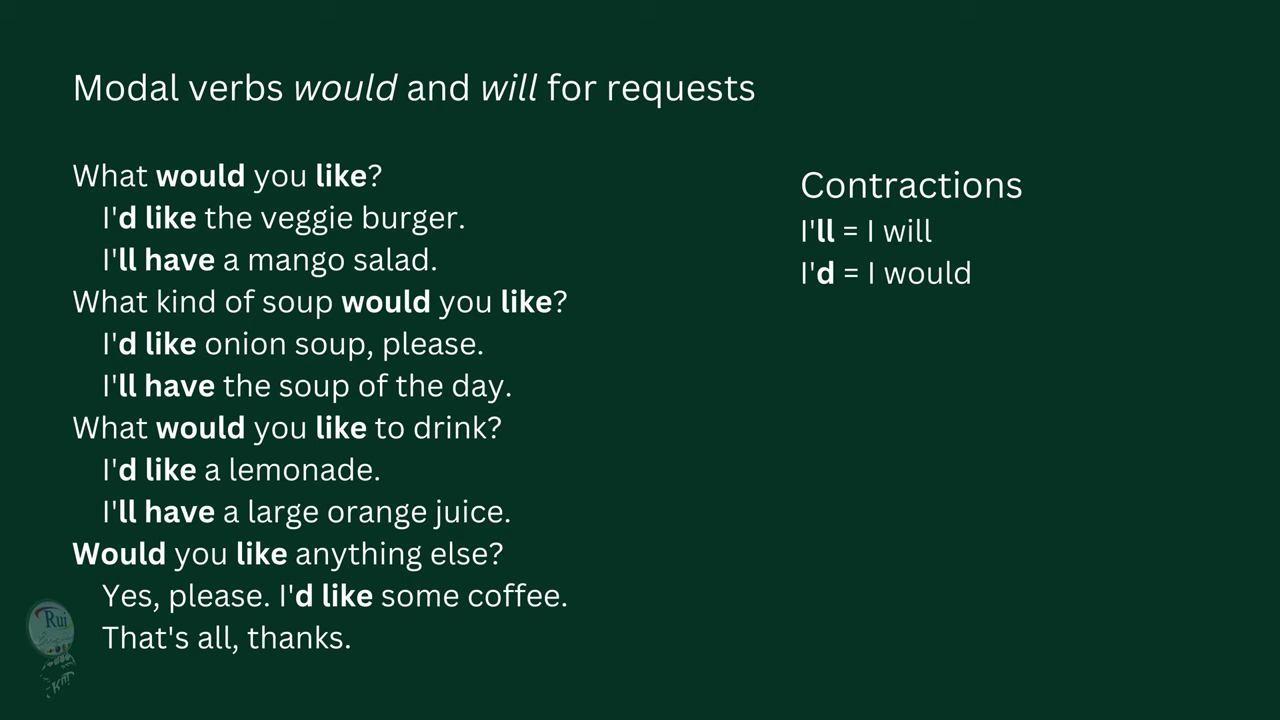 Modal verbs would and will for requests
What would you like?
I'd like the veggie burger.
I'll have a mango salad.
What kind of soup would you like?
I'd like onion soup, please.
I'll have the soup of the day.
What would you like to drink?
I'd like a lemonade.
I'll have a large orange juice.
Would you like anything else?
Yes, please. I'd like some coffee.
That's all, thanks.
Contractions
I'll = I will
I'd = I would
Rui